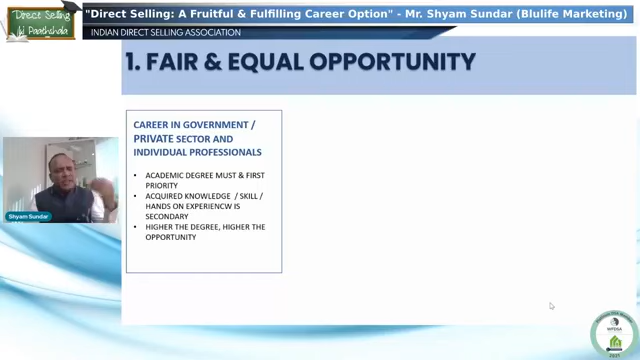 Direct Selling
ki Paathshala
"Direct Selling: A Fruitful & Fulfilling Career Option" - Mr. Shyam Sundar (Blulife Marketing)
INDIAN DIRECT SELLING ASSOCIATION
1. FAIR & EQUAL OPPORTUNITY
CAREER IN GOVERNMENT /
PRIVATE SECTOR AND
INDIVIDUAL PROFESSIONALS
• ACADEMIC DEGREE MUST & FIRST
PRIORITY
• ACQUIRED KNOWLEDGE / SKILL /
HANDS ON EXPERIENCW IS
SECONDARY
• HIGHER THE DEGREE, HIGHER THE
OPPORTUNITY
Shyam Sundar
WFDSA